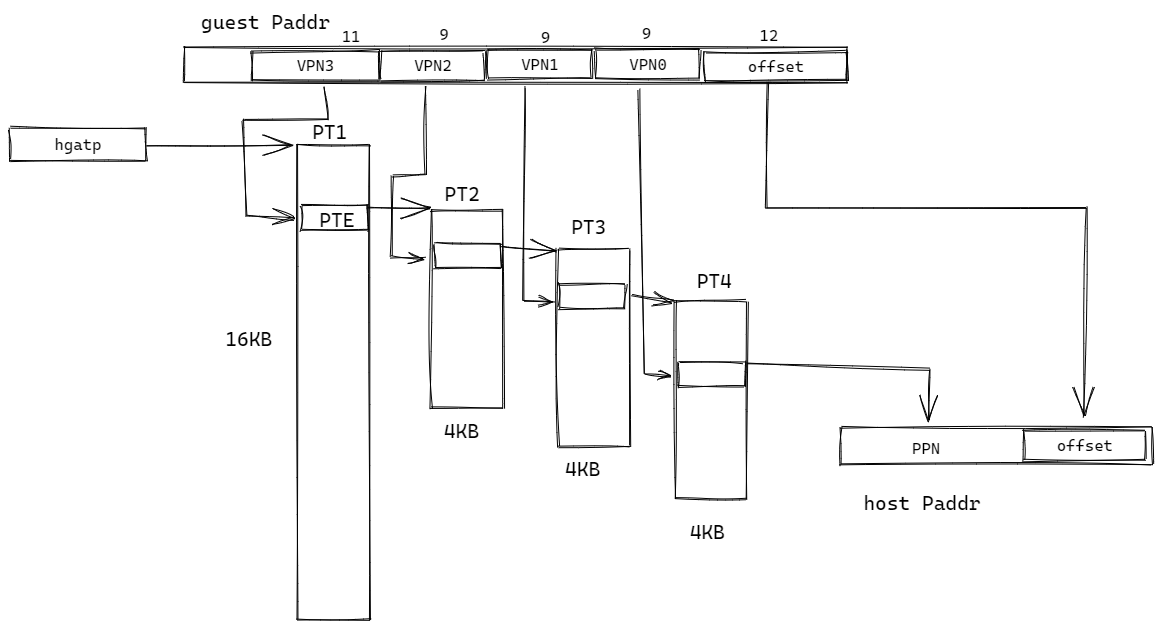 guest Paddr
11 9 9 9 12
VPN3 VPN2 VPN1 VPN0 offset
hgatp
PT1
PTE
16KB
PT2
4KB
PT3
4KB
PT4
4KB
PPN offset
host Paddr